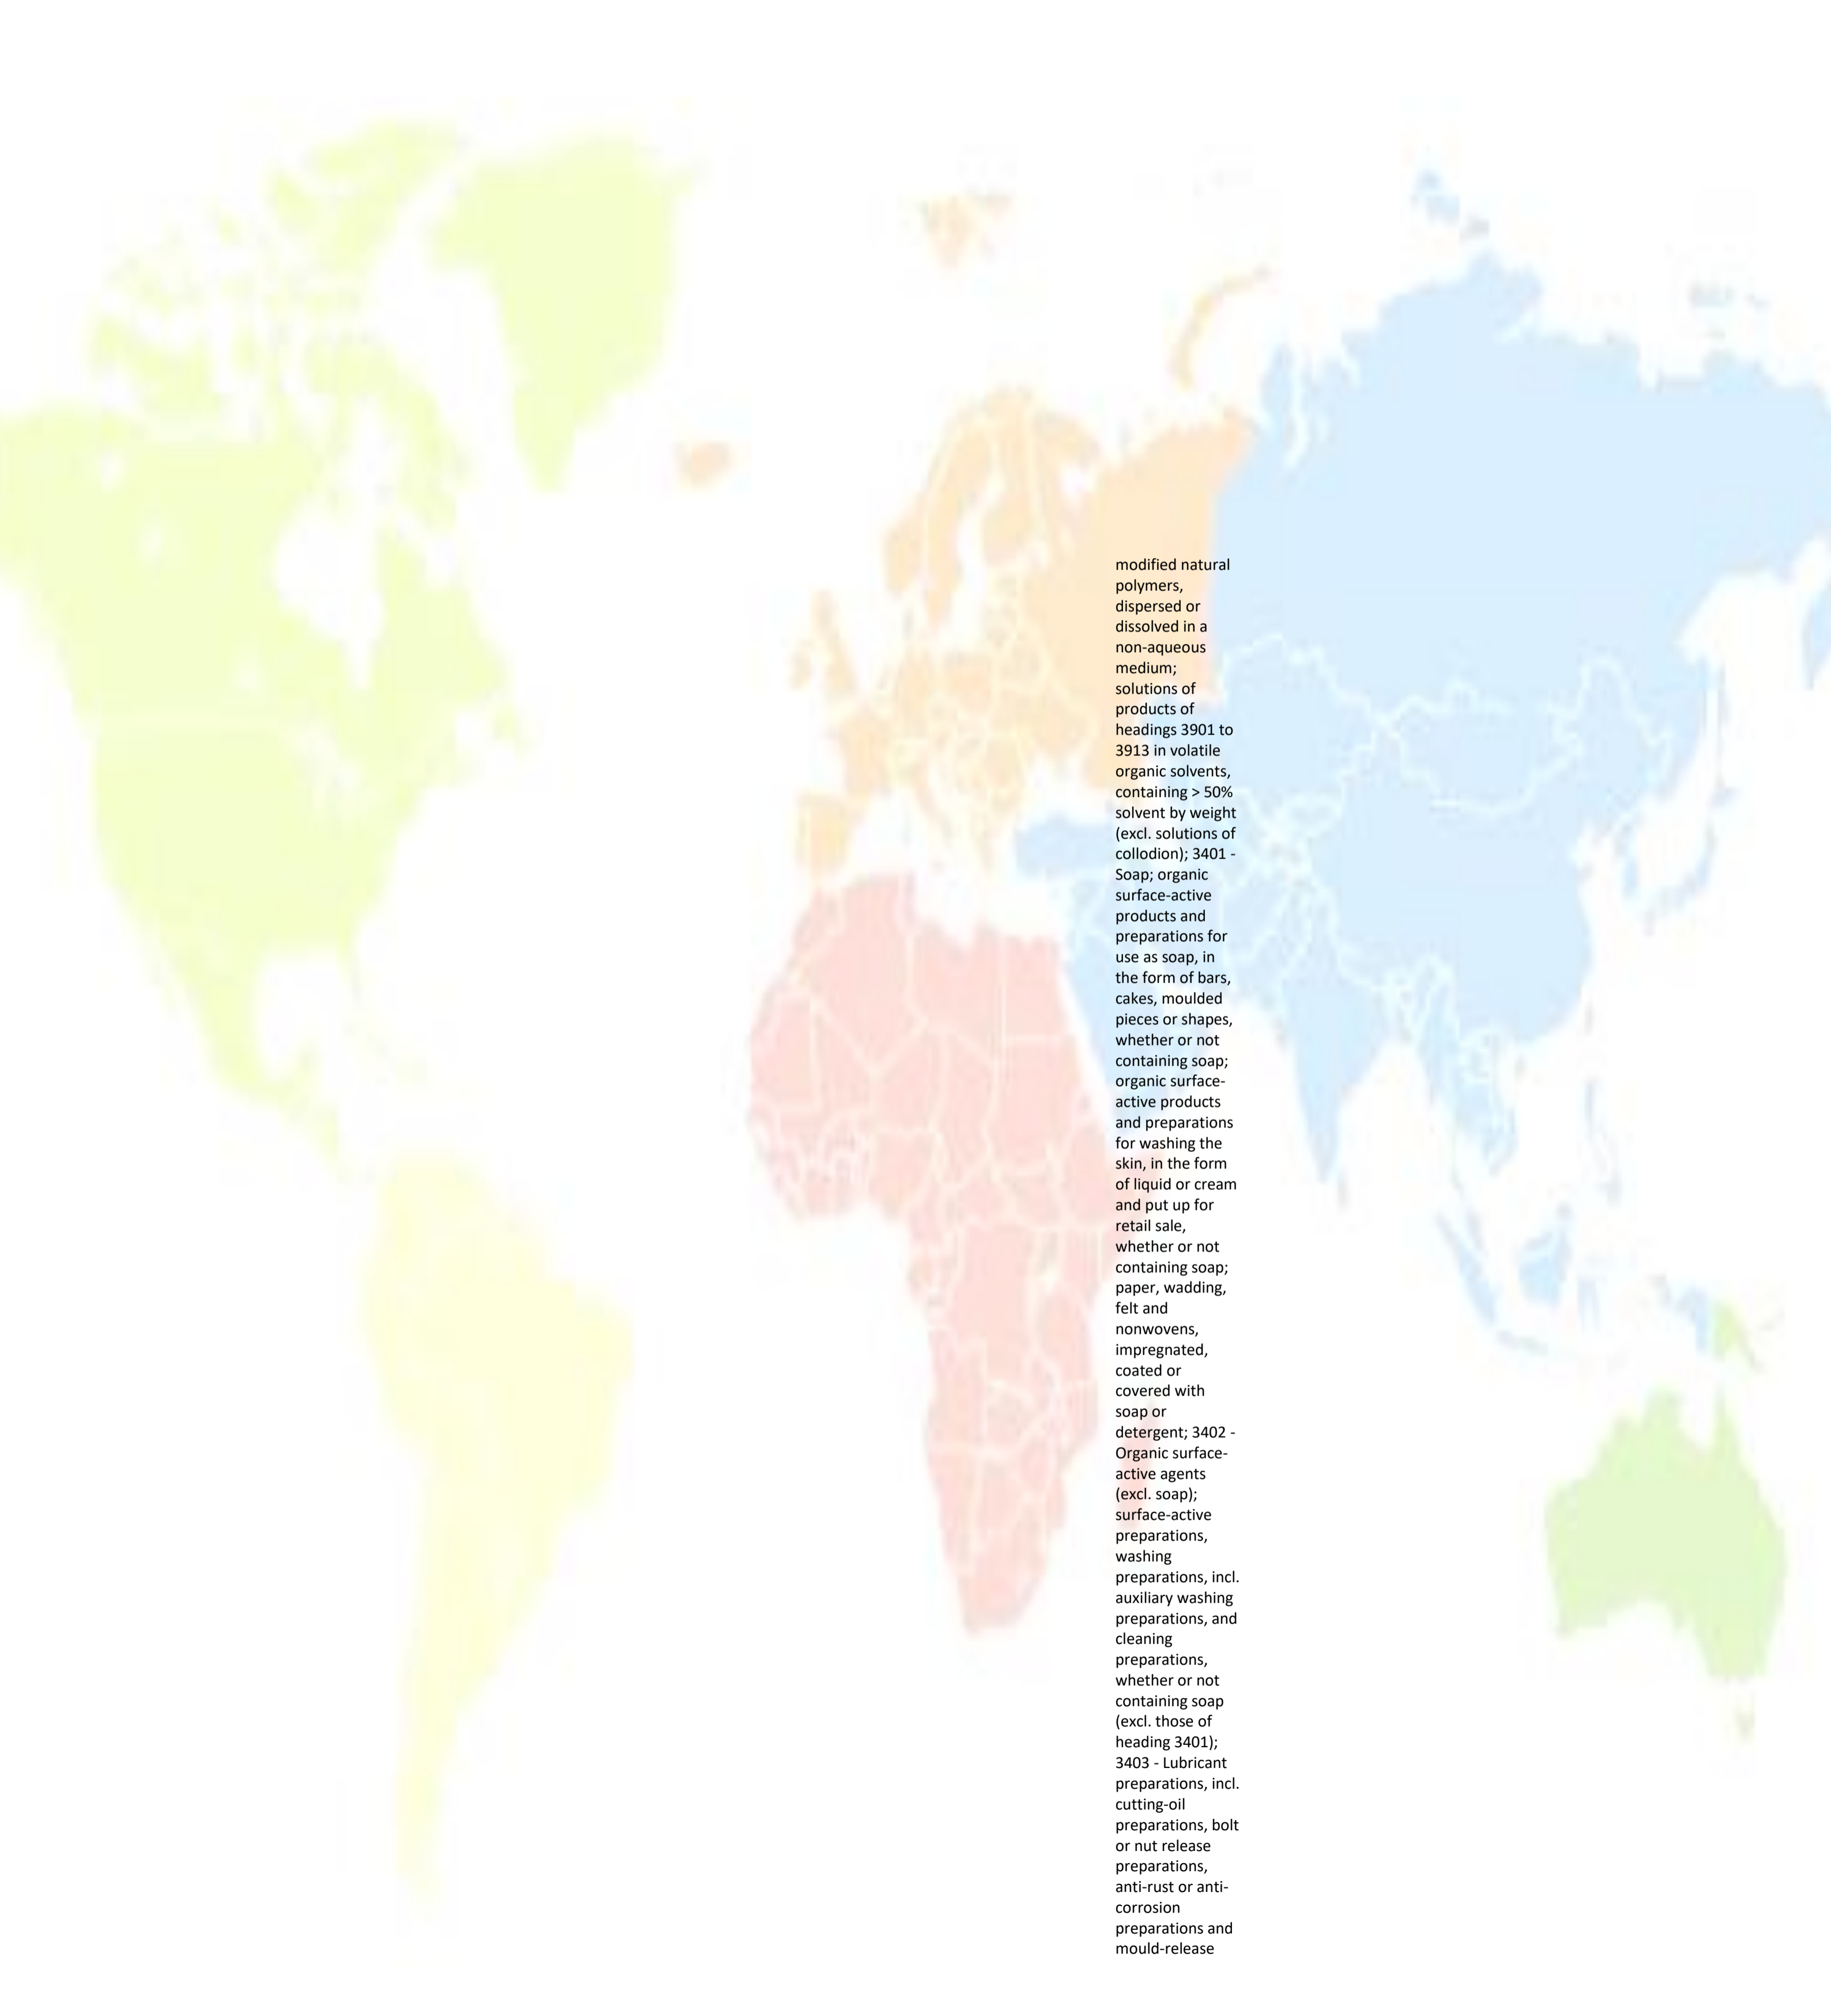 modified natural
polymers,
dispersed or
dissolved in a
non-aqueous
medium;
solutions of
products of
headings 3901 to
3913 in volatile
organic solvents,
containing > 50%
solvent by weight
(excl. solutions of
collodion); 3401 -
Soap; organic
surface-active
products and
preparations for
use as soap, in
the form of bars,
cakes, moulded
pieces or shapes,
whether or not
containing soap;
organic surface-
active products
and preparations
for washing the
skin, in the form
of liquid or cream
and put up for
retail sale,
whether or not
containing soap;
paper, wadding,
felt and
nonwovens,
impregnated,
coated or
covered with
soap or
detergent; 3402 -
Organic surface-
active agents
(excl. soap);
surface-active
preparations,
washing
preparations, incl.
auxiliary washing
preparations, and
cleaning
preparations,
whether or not
containing soap
(excl. those of
heading 3401);
3403 - Lubricant
preparations, incl.
cutting-oil
preparations, bolt
or nut release
preparations,
anti-rust or anti-
corrosion
preparations and
mould-release